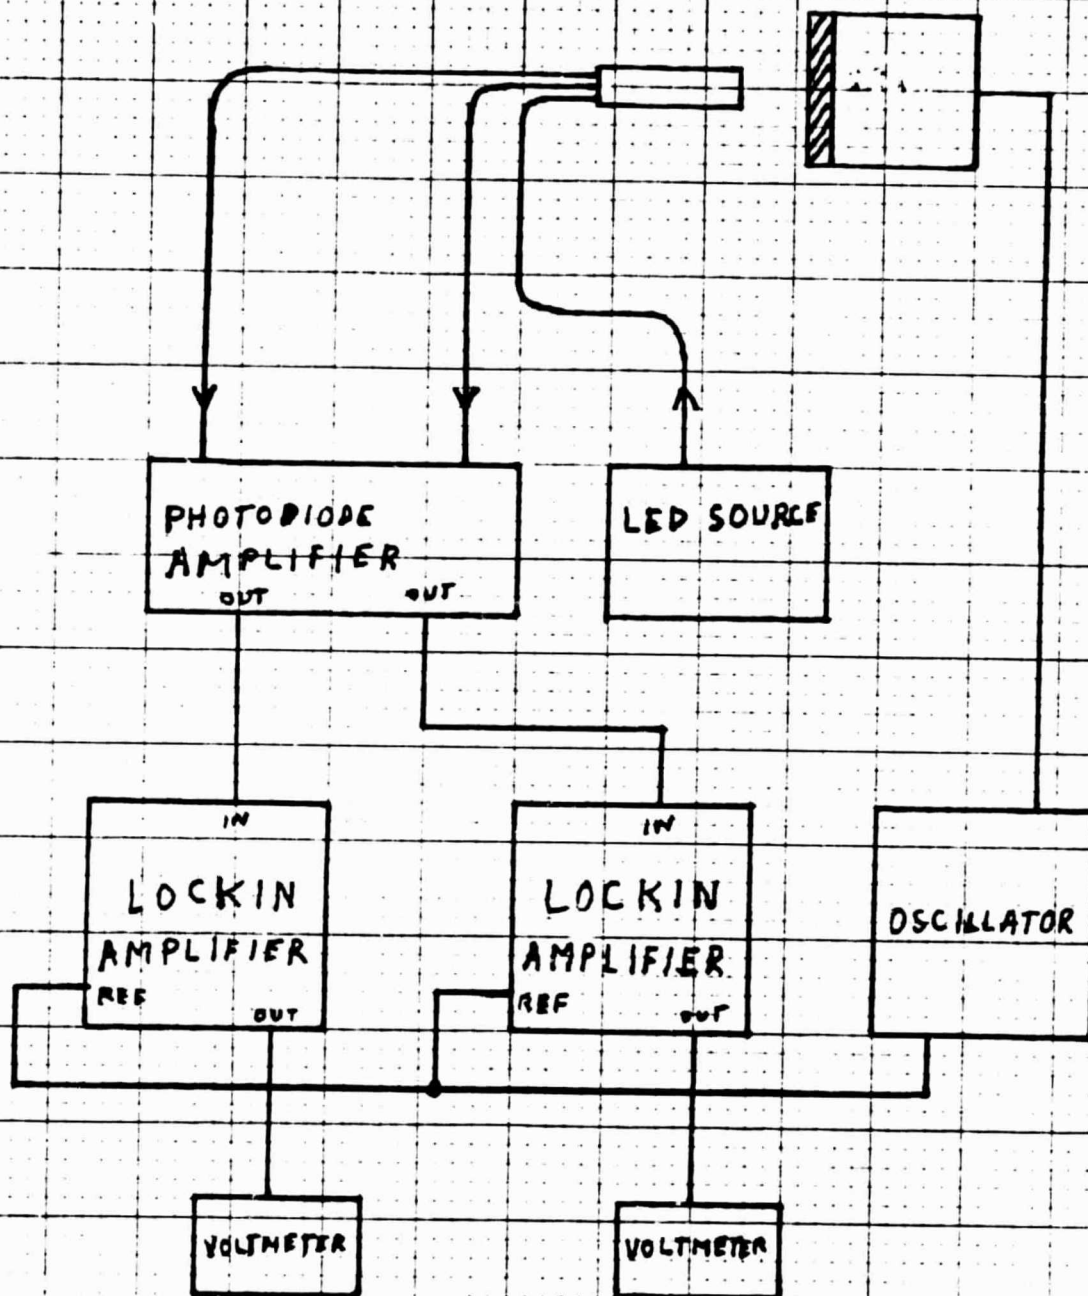 PHOTODIODE
AMPLIFIER
OUT OUT
LED SOURCE
IN
LOCKIN
AMPLIFIER
REF
OUT
IN
LOCKIN
AMPLIFIER
REF
OUT
OSCILLATOR
VOLTMETER
VOLTMETER